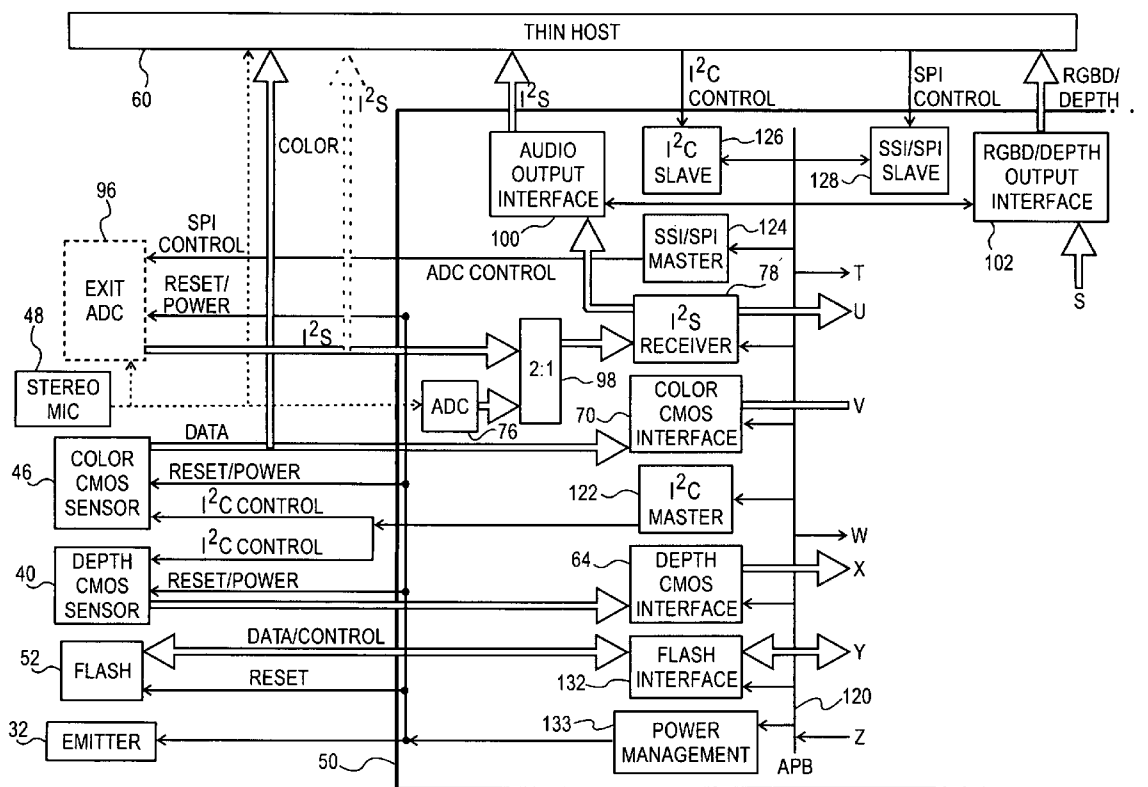 THIN HOST
60
I²S
COLOR
I²S
I²C
CONTROL
SPI
CONTROL
RGBD/
DEPTH
AUDIO
OUTPUT
INTERFACE
100
I²C
SLAVE
126
SSI/SPI
SLAVE
128
RGBD/DEPTH
OUTPUT
INTERFACE
102
S
96
EXIT
ADC
SPI
CONTROL
ADC CONTROL
SSI/SPI
MASTER
124
T
RESET/
POWER
I²S
2:1
98
I²S
RECEIVER
78'
U
48
STEREO
MIC
ADC
76
COLOR
CMOS
INTERFACE
70
V
46
COLOR
CMOS
SENSOR
DATA
RESET/POWER
I²C CONTROL
122
I²C
MASTER
W
I²C CONTROL
40
DEPTH
CMOS
SENSOR
RESET/POWER
64
DEPTH
CMOS
INTERFACE
X
52
FLASH
DATA/CONTROL
RESET
FLASH
INTERFACE
132
Y
120
32
EMITTER
133
POWER
MANAGEMENT
Z
50
APB